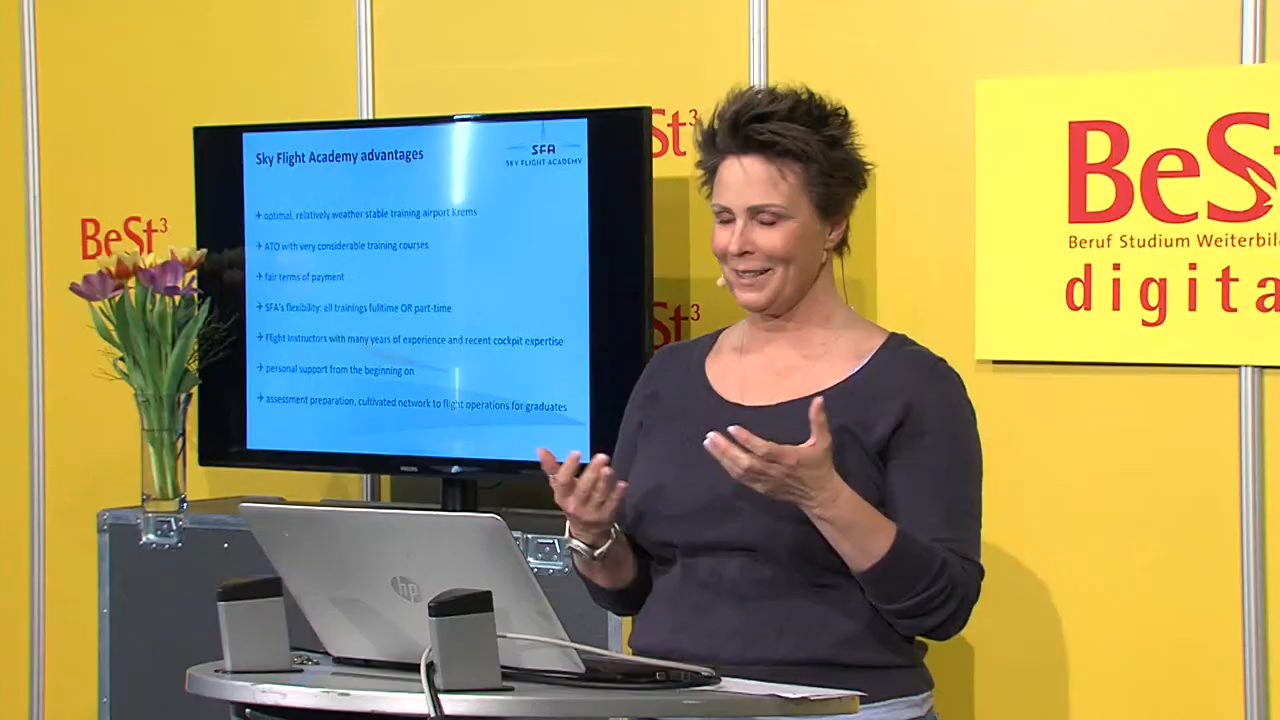 Sky Flight Academy advantages
SFA
SKY FLIGHT ACADEMY
optimal, relatively weather stable training airport Krems
ATO with very considerable training courses
fair terms of payment
SFA's flexibility: all trainings fulltime OR part-time
Flight Instructors with many years of experience and recent cockpit expertise
personal support from the beginning on
assessment preparation, cultivated network to flight operations for graduates
PHILIPS
BeSt³
St³
St³
BeSt
Beruf Studium Weiterbil
digita
hp